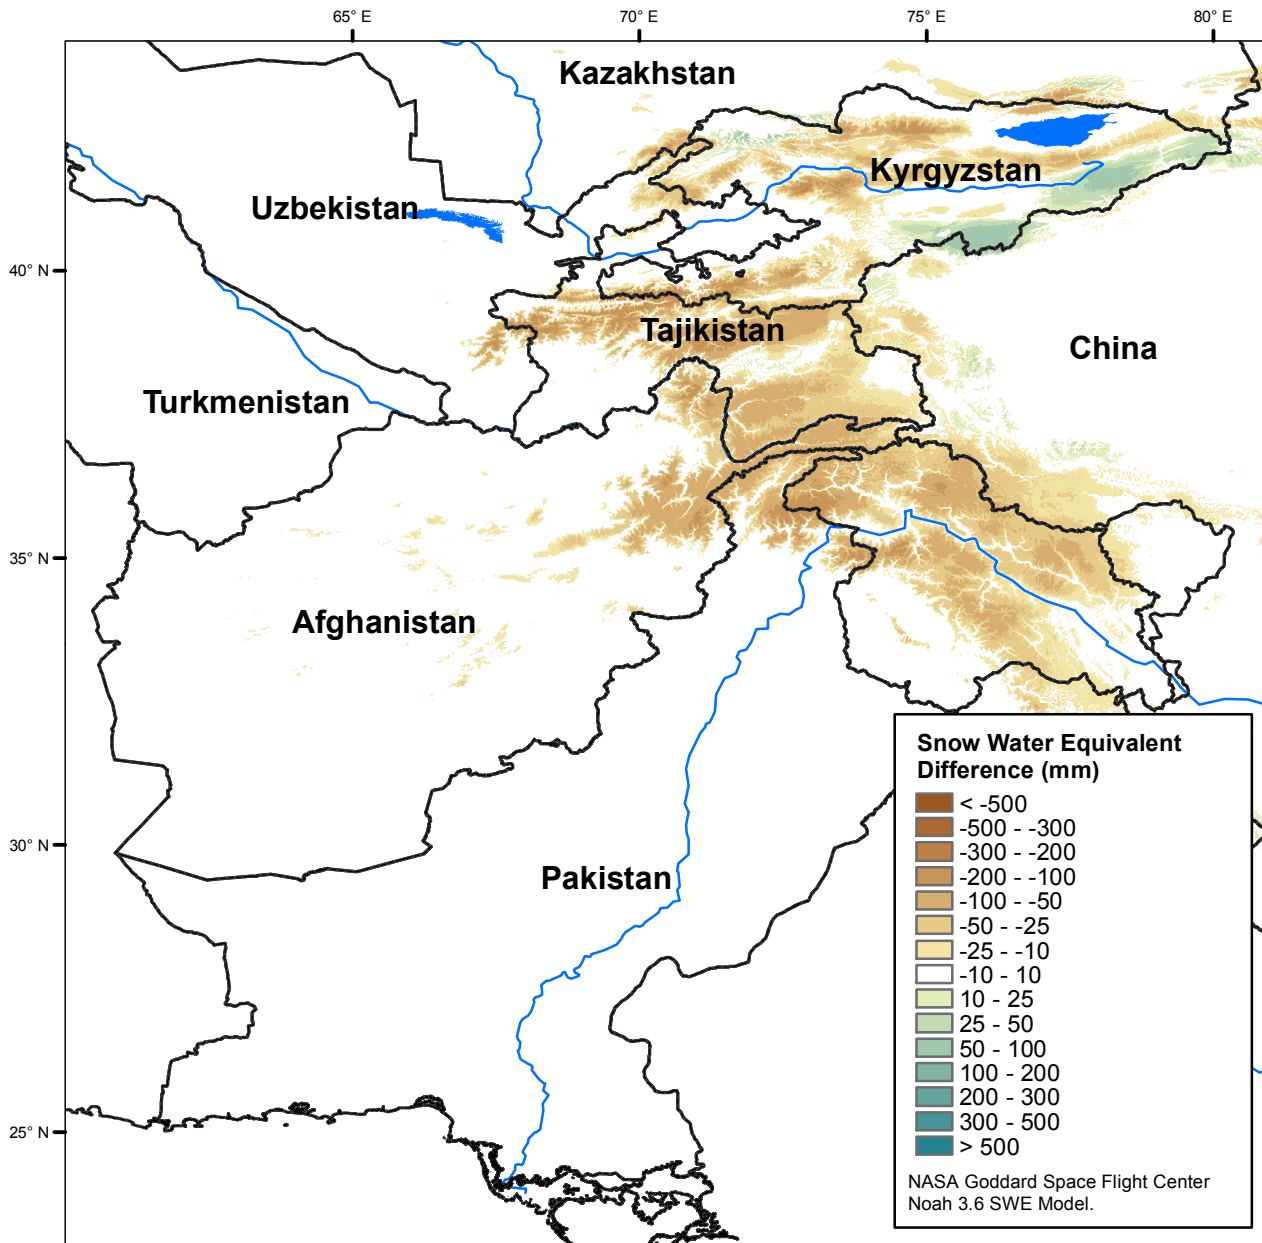 65° E
70° E
75° E
80° E
Kazakhstan
Kyrgyzstan
Uzbekistan
40° N
Tajikistan
China
Turkmenistan
35° N
Afghanistan
30° N
Pakistan
25° N
Snow Water Equivalent
Difference (mm)
< -500
-500 - -300
-300 - -200
-200 - -100
-100 - -50
-50 - -25
-25 - -10
-10 - 10
10 - 25
25 - 50
50 - 100
100 - 200
200 - 300
300 - 500
> 500
NASA Goddard Space Flight Center
Noah 3.6 SWE Model.